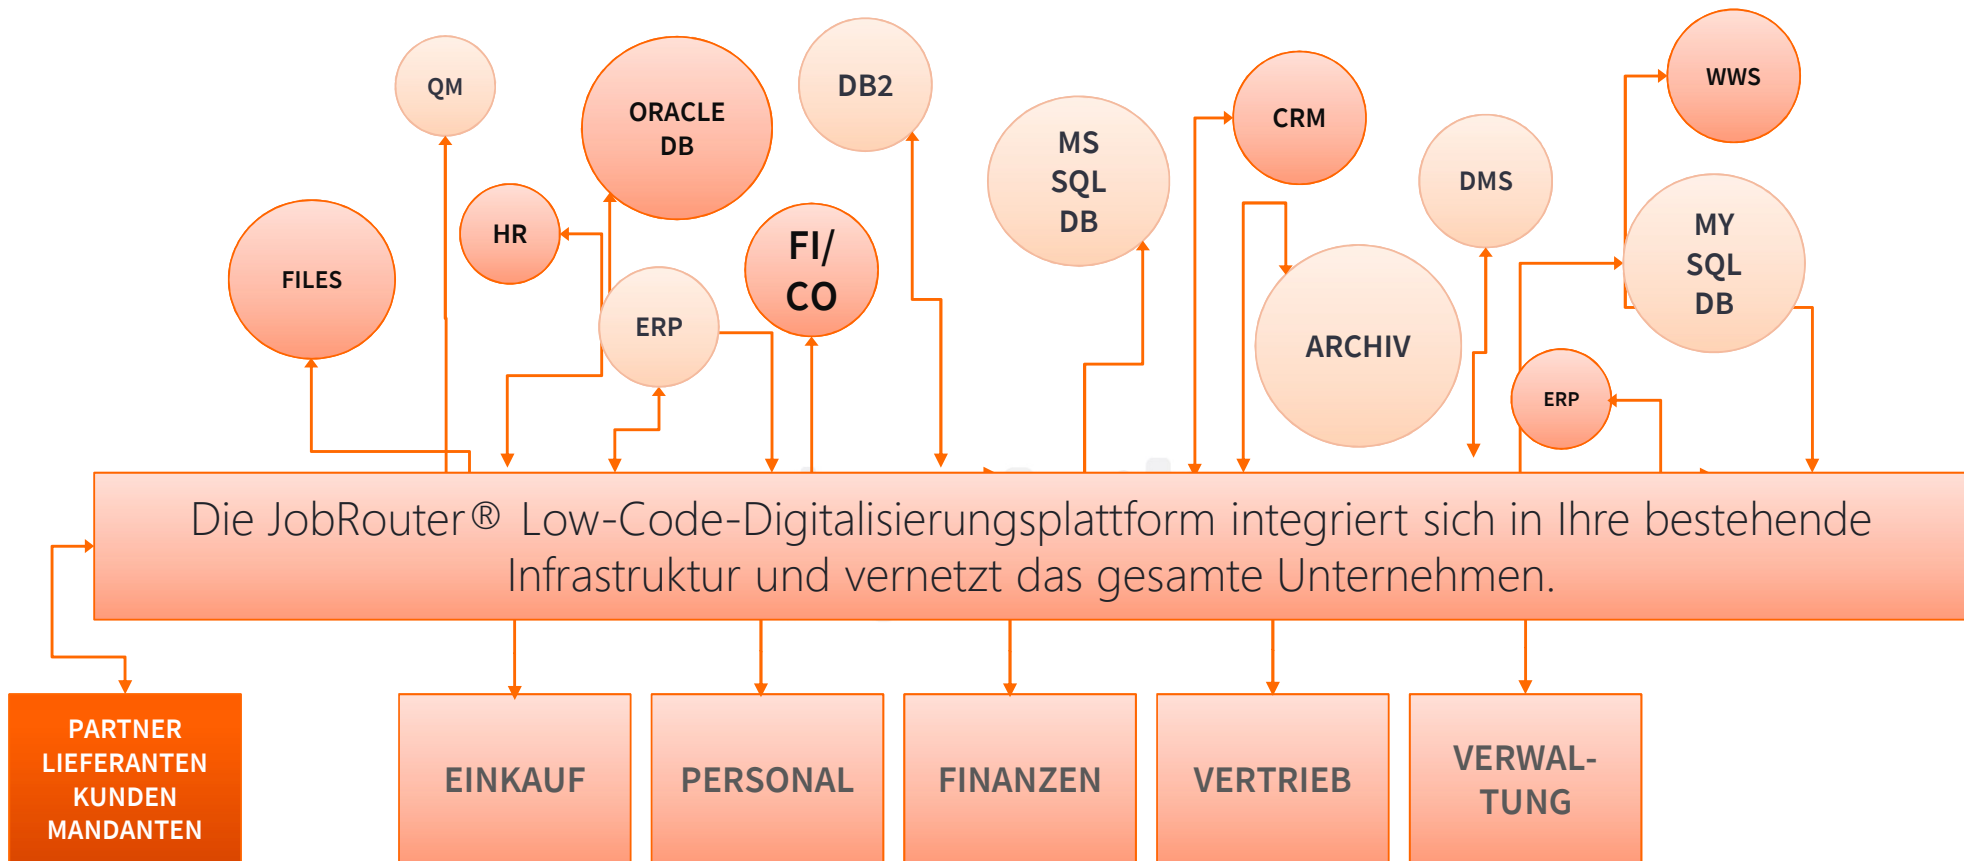 QM
ORACLE
DB
DB2
MS
SQL
DB
CRM
WWS
DMS
HR
FILES
FI/
CO
ERP
MY
SQL
DB
ARCHIV
ERP
Die JobRouter® Low-Code-Digitalisierungsplattform integriert sich in Ihre bestehende
Infrastruktur und vernetzt das gesamte Unternehmen.
PARTNER
LIEFERANTEN
KUNDEN
MANDANTEN
EINKAUF
PERSONAL
FINANZEN
VERTRIEB
VERWAL-
TUNG